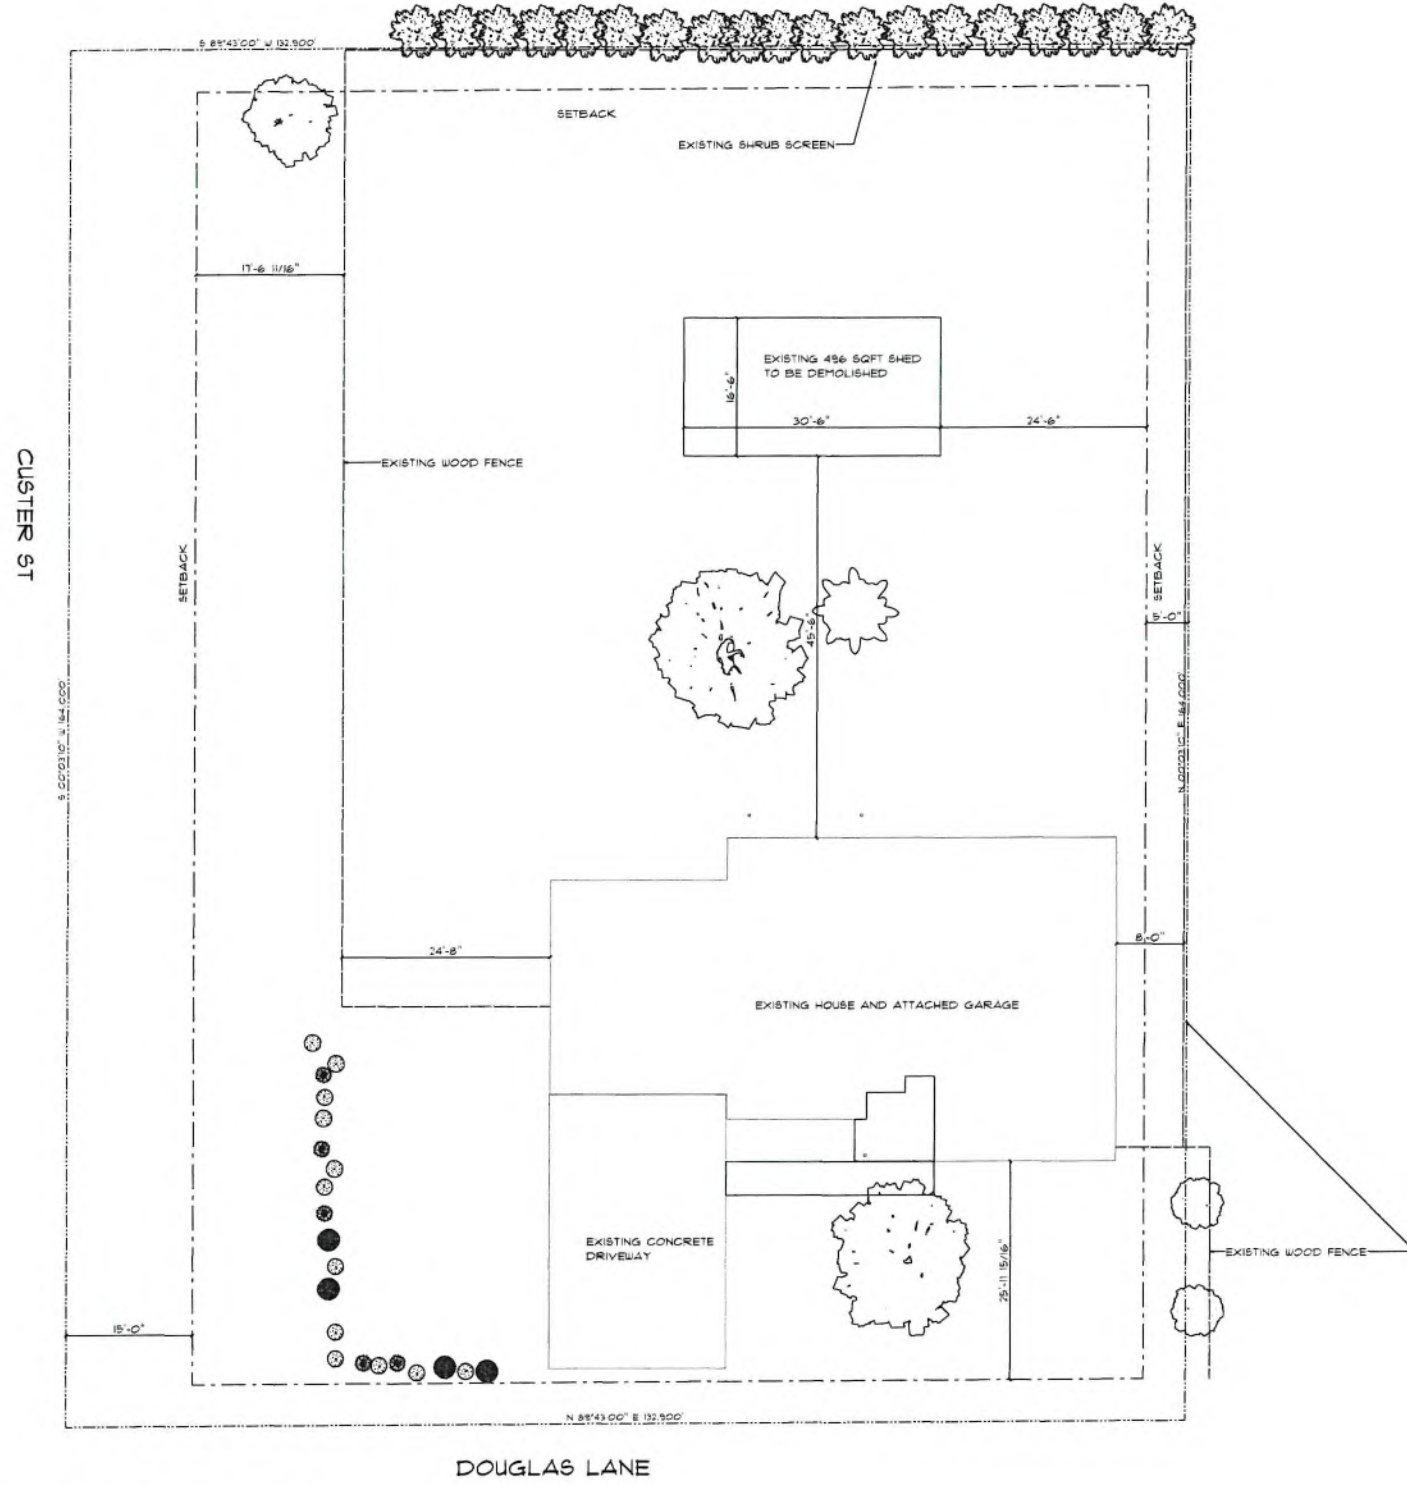 S 89°43'00" W 132.900'
SETBACK
EXISTING SHRUB SCREEN
17'-6 11/16"
EXISTING 496 SQFT SHED
TO BE DEMOLISHED
16'-6"
30'-6"
24'-6"
EXISTING WOOD FENCE
CUSTER ST
SETBACK
SETBACK
45'-6"
5'-0"
S 00°03'10" W 164.000'
N 00°03'10" E 164.000'
24'-8"
8'-0"
EXISTING HOUSE AND ATTACHED GARAGE
EXISTING CONCRETE
DRIVEWAY
25'-11 15/16"
EXISTING WOOD FENCE
15'-0"
N 89°43'00" E 132.900'
DOUGLAS LANE